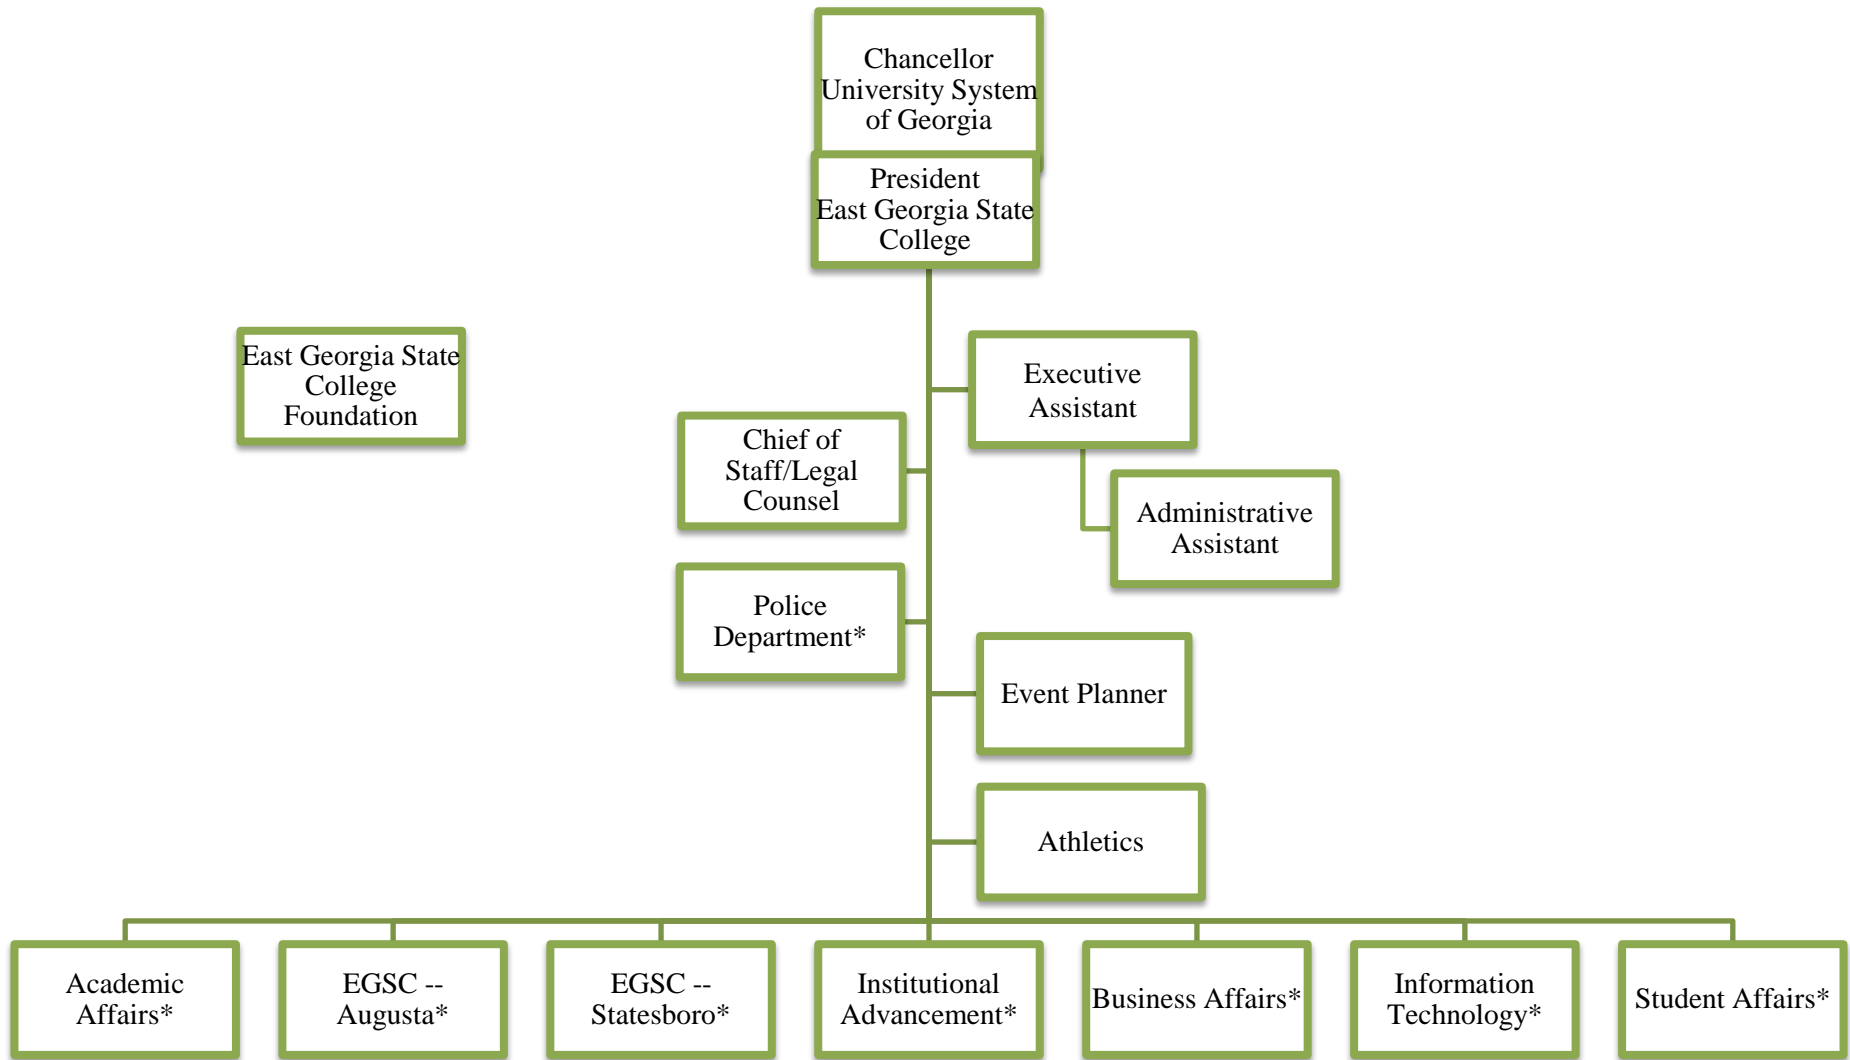 Chancellor
University System
of Georgia
President
East Georgia State
College
East Georgia State
College
Foundation
Executive
Assistant
Chief of
Staff/Legal
Counsel
Administrative
Assistant
Police
Department*
Event Planner
Athletics
Academic
Affairs*
EGSC --
Augusta*
EGSC --
Statesboro*
Institutional
Advancement*
Business Affairs*
Information
Technology*
Student Affairs*